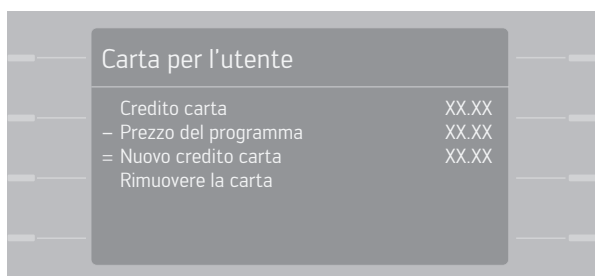 Carta per l'utente
Credito carta XX.XX
– Prezzo del programma XX.XX
= Nuovo credito carta XX.XX
Rimuovere la carta